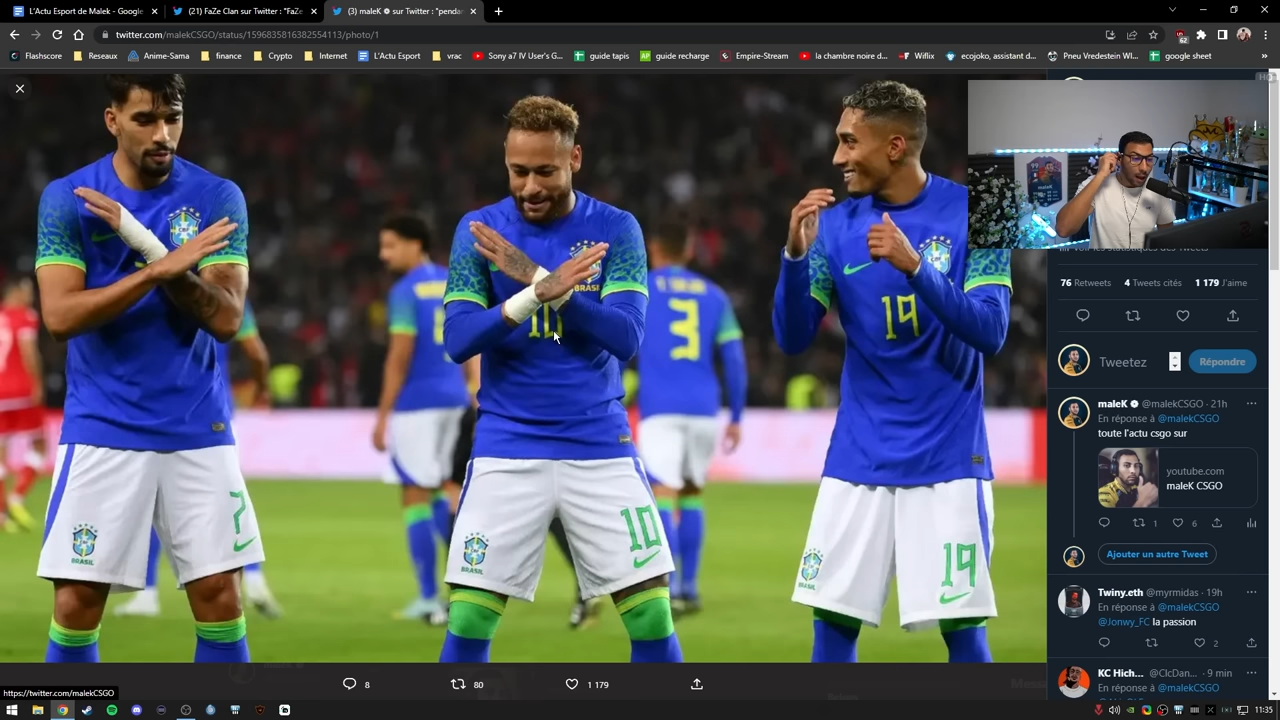 L'Actu Esport de Malek - Google
(21) FaZe Clan sur Twitter : "FaZe
(3) maleK sur Twitter : "penda
twitter.com/malekCSGO/status/1596835816382554113/photo/1
Flashscore
Reseaux
Anime-Sama
finance
Crypto
Internet
L'Actu Esport
vrac
Sony a7 IV User's G...
guide tapis
guide recharge
Empire-Stream
la chambre noire d...
Wiflix
ecojoko, assistant d...
Pneu Vredestein WI...
google sheet
HQ
BRASIL
10
3
19
7
BRASIL
BRASIL
10
BRASIL
19
76 Retweets 4 Tweets cités 1 179 J'aime
Tweetez
Répondre
maleK @malekCSGO · 21h
En réponse à @malekCSGO
toute l'actu csgo sur
youtube.com
maleK CSGO
1
6
Ajouter un autre Tweet
Twiny.eth @myrmidas · 19h
En réponse à @malekCSGO
@Jonwy_FC la passion
2
KC Hich... @ClcDan... · 9 min
En réponse à @malekCSGO
8
80
1 179
https://twitter.com/malekCSGO
11:35